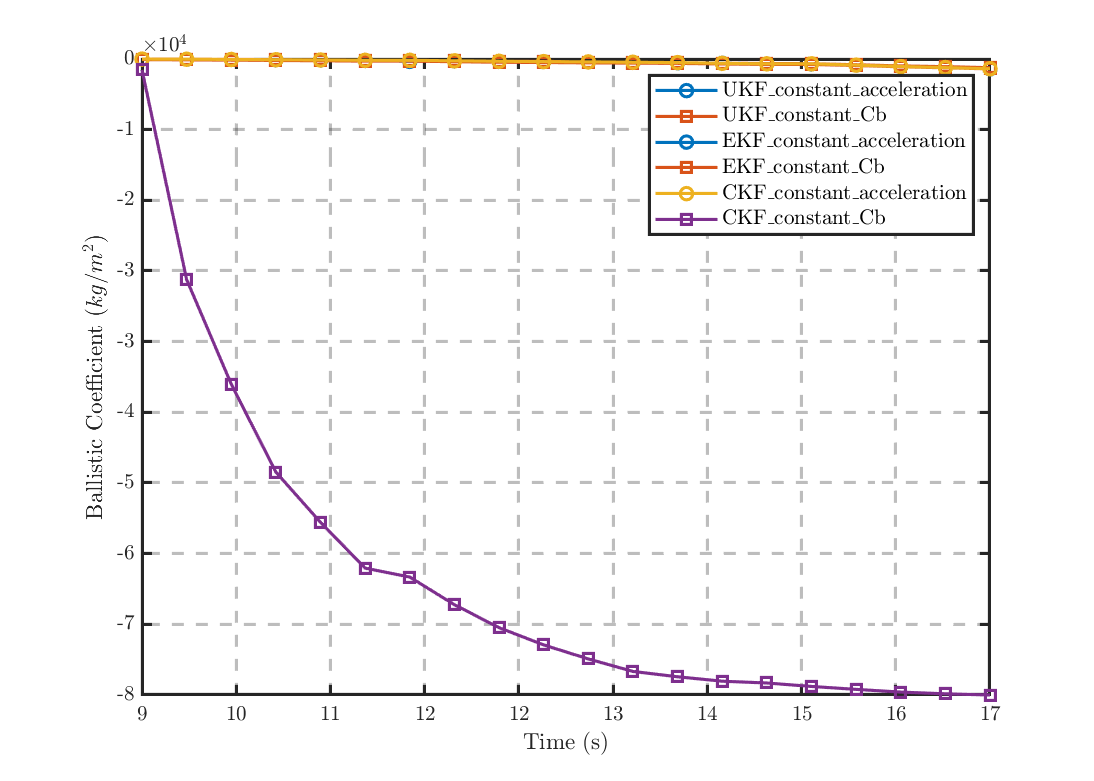 ×10⁴
0
-1
-2
-3
-3
-4
-5
-6
-7
-8
9 10 11 12 12 13 14 15 16 17
Time (s)
Ballistic Coefficient (kg/m²)
UKF_constant_acceleration
UKF_constant_Cb
EKF_constant_acceleration
EKF_constant_Cb
CKF_constant_acceleration
CKF_constant_Cb